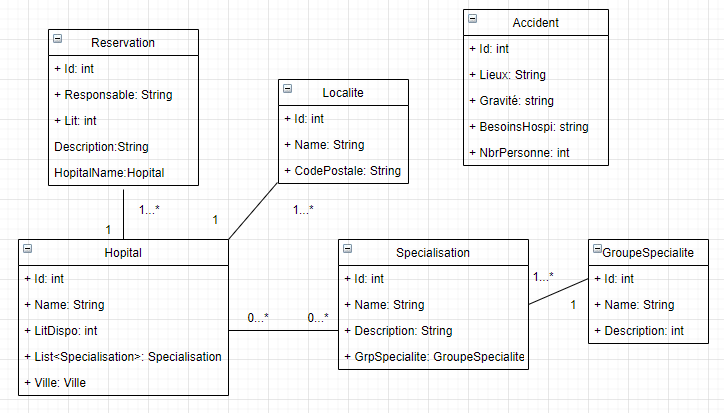 Reservation
+ Id: int
+ Responsable: String
+ Lit: int
Description:String
HopitalName:Hopital
Localite
+ Id: int
+ Name: String
+ CodePostale: String
Accident
+ Id: int
+ Lieux: String
+ Gravité: string
+ BesoinsHospi: string
+ NbrPersonne: int
1...*
1
1
1...*
Hopital
+ Id: int
+ Name: String
+ LitDispo: int
+ List<Specialisation>: Specialisation
+ Ville: Ville
0...*
0...*
Specialisation
+ Id: int
+ Name: String
+ Description: String
+ GrpSpecialite: GroupeSpecialite
1...*
1
GroupeSpecialite
+ Id: int
+ Name: String
+ Description: int